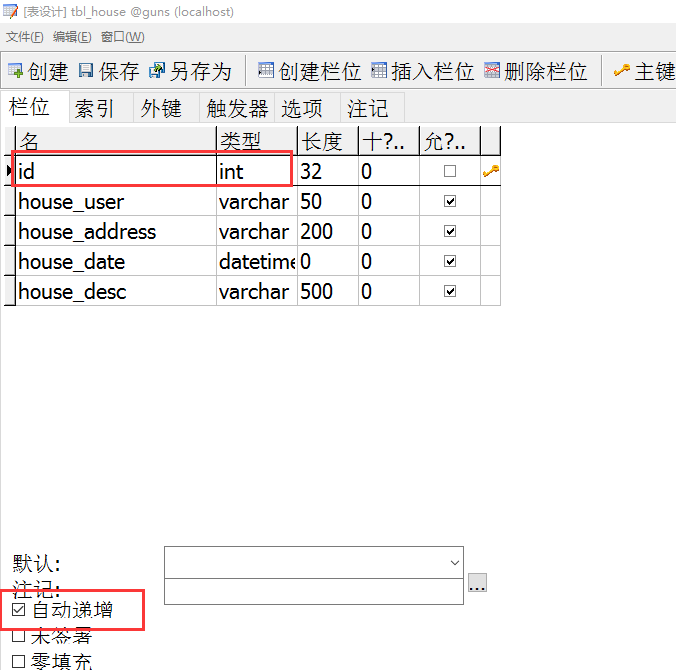 [表设计] tbl_house @guns (localhost)
文件(F) 编辑(E) 窗口(W)
创建 保存 另存为 创建栏位 插入栏位 删除栏位 主键
栏位 索引 外键 触发器 选项 注记
名 类型 长度 十?.. 允?..
id int 32 0
house_user varchar 50 0
house_address varchar 200 0
house_date datetime 0 0
house_desc varchar 500 0
默认:
注记:
...
自动递增
未签署
零填充